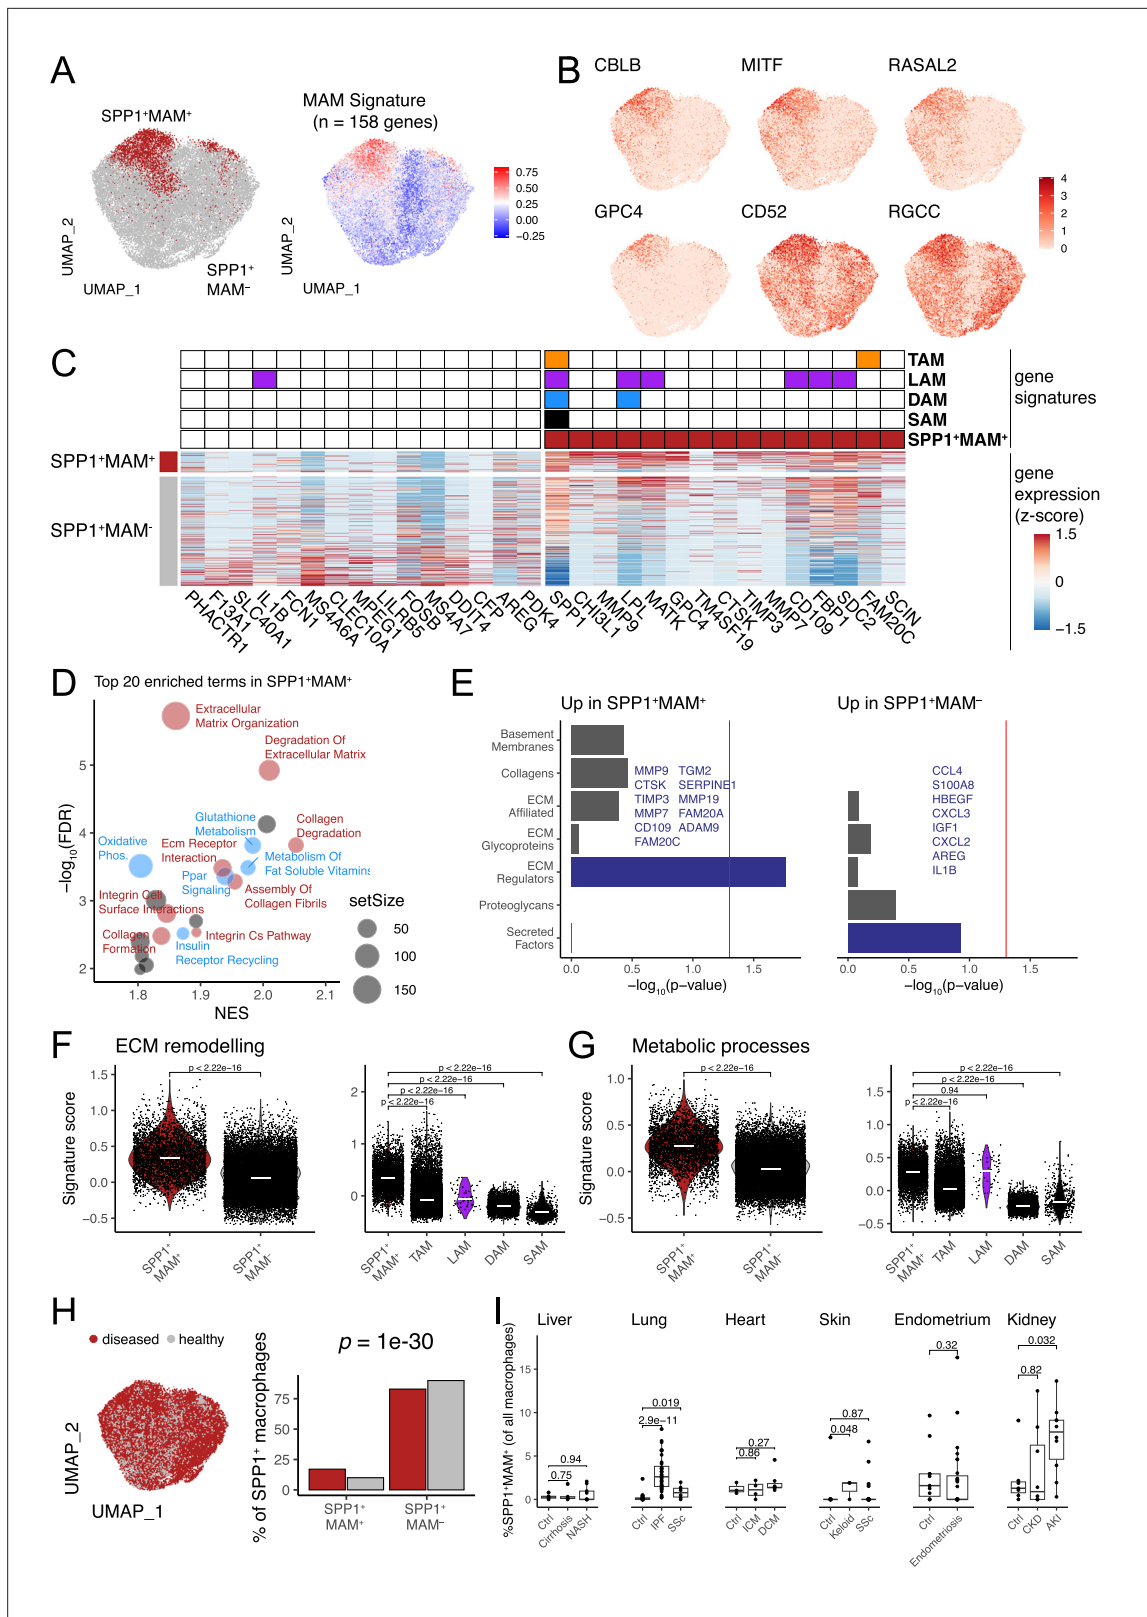 A
SPP1⁺MAM⁺
MAM Signature
(n = 158 genes)
0.75
0.50
0.25
0.00
−0.25
UMAP_2
UMAP_1
SPP1⁺
MAM⁻
UMAP_2
UMAP_1
B
CBLB
MITF
RASAL2
GPC4
CD52
RGCC
4
3
2
1
0
C
TAM
LAM
DAM
SAM
SPP1⁺MAM⁺
gene
signatures
SPP1⁺MAM⁺
SPP1⁺MAM⁻
gene
expression
(z-score)
1.5
0
−1.5
PHACTR1
F13A1
SLC40A1
IL1B
FCN1
MS4A6A
CLEC10A
MPEG1
LILRB5
FOSB
MS4A7
DDIT4
CFP
AREG
PDK4
SPP1
CHI3L1
MMP9
LPL
MATK
GPC4
TM4SF19
CTSK
TIMP3
MMP7
CD109
FBP1
SDC2
FAM20C
SCIN
D
Top 20 enriched terms in SPP1⁺MAM⁺
−log₁₀(FDR)
5
4
3
2
Extracellular
Matrix Organization
Degradation Of
Extracellular Matrix
Glutathione
Metabolism
Collagen
Degradation
Oxidative
Phos.
Ecm Receptor
Interaction
Metabolism Of
Fat Soluble Vitamins
Ppar
Signaling
Assembly Of
Collagen Fibrils
Integrin Cell
Surface Interactions
Collagen
Formation
Integrin Cs Pathway
Insulin
Receptor Recycling
setSize
50
100
150
1.8
1.9
2.0
2.1
NES
E
Up in SPP1⁺MAM⁺
Up in SPP1⁺MAM⁻
Basement
Membranes
Collagens
ECM
Affiliated
ECM
Glycoproteins
ECM
Regulators
Proteoglycans
Secreted
Factors
MMP9 TGM2
CTSK SERPINE1
TIMP3 MMP19
MMP7 FAM20A
CD109 ADAM9
FAM20C
CCL4
S100A8
HBEGF
CXCL3
IGF1
CXCL2
AREG
IL1B
0.0
0.5
1.0
1.5
−log₁₀(p−value)
0.0
0.5
1.0
1.5
−log₁₀(p−value)
F
ECM remodelling
Signature score
1.5
1.0
0.5
0.0
−0.5
p < 2.22e−16
SPP1⁺
MAM⁺
SPP1⁺
MAM⁻
2
1
0
p < 2.22e−16
p < 2.22e−16
p < 2.22e−16
p < 2.22e−16
SPP1⁺
MAM⁺
TAM
LAM
DAM
SAM
G
Metabolic processes
Signature score
1.0
0.5
0.0
−0.5
p < 2.22e−16
SPP1⁺
MAM⁺
SPP1⁺
MAM⁻
1.5
1.0
0.5
0.0
−0.5
p < 2.22e−16
p < 2.22e−16
0.94
p < 2.22e−16
SPP1⁺
MAM⁺
TAM
LAM
DAM
SAM
H
diseased
healthy
UMAP_2
UMAP_1
p = 1e-30
% of SPP1⁺ macrophages
75
50
25
0
SPP1⁺
MAM⁺
SPP1⁺
MAM⁻
I
Liver
Lung
Heart
Skin
Endometrium
Kidney
%SPP1⁺MAM⁺ (of all macrophages)
15
10
5
0
0.94
0.75
Ctrl
Cirrhosis
NASH
0.019
2.9e−11
Ctrl
IPF
SSc
0.27
0.86
Ctrl
ICM
DCM
0.87
0.048
Ctrl
Keloid
SSc
0.32
Ctrl
Endometriosis
0.032
0.82
Ctrl
CKD
AKI